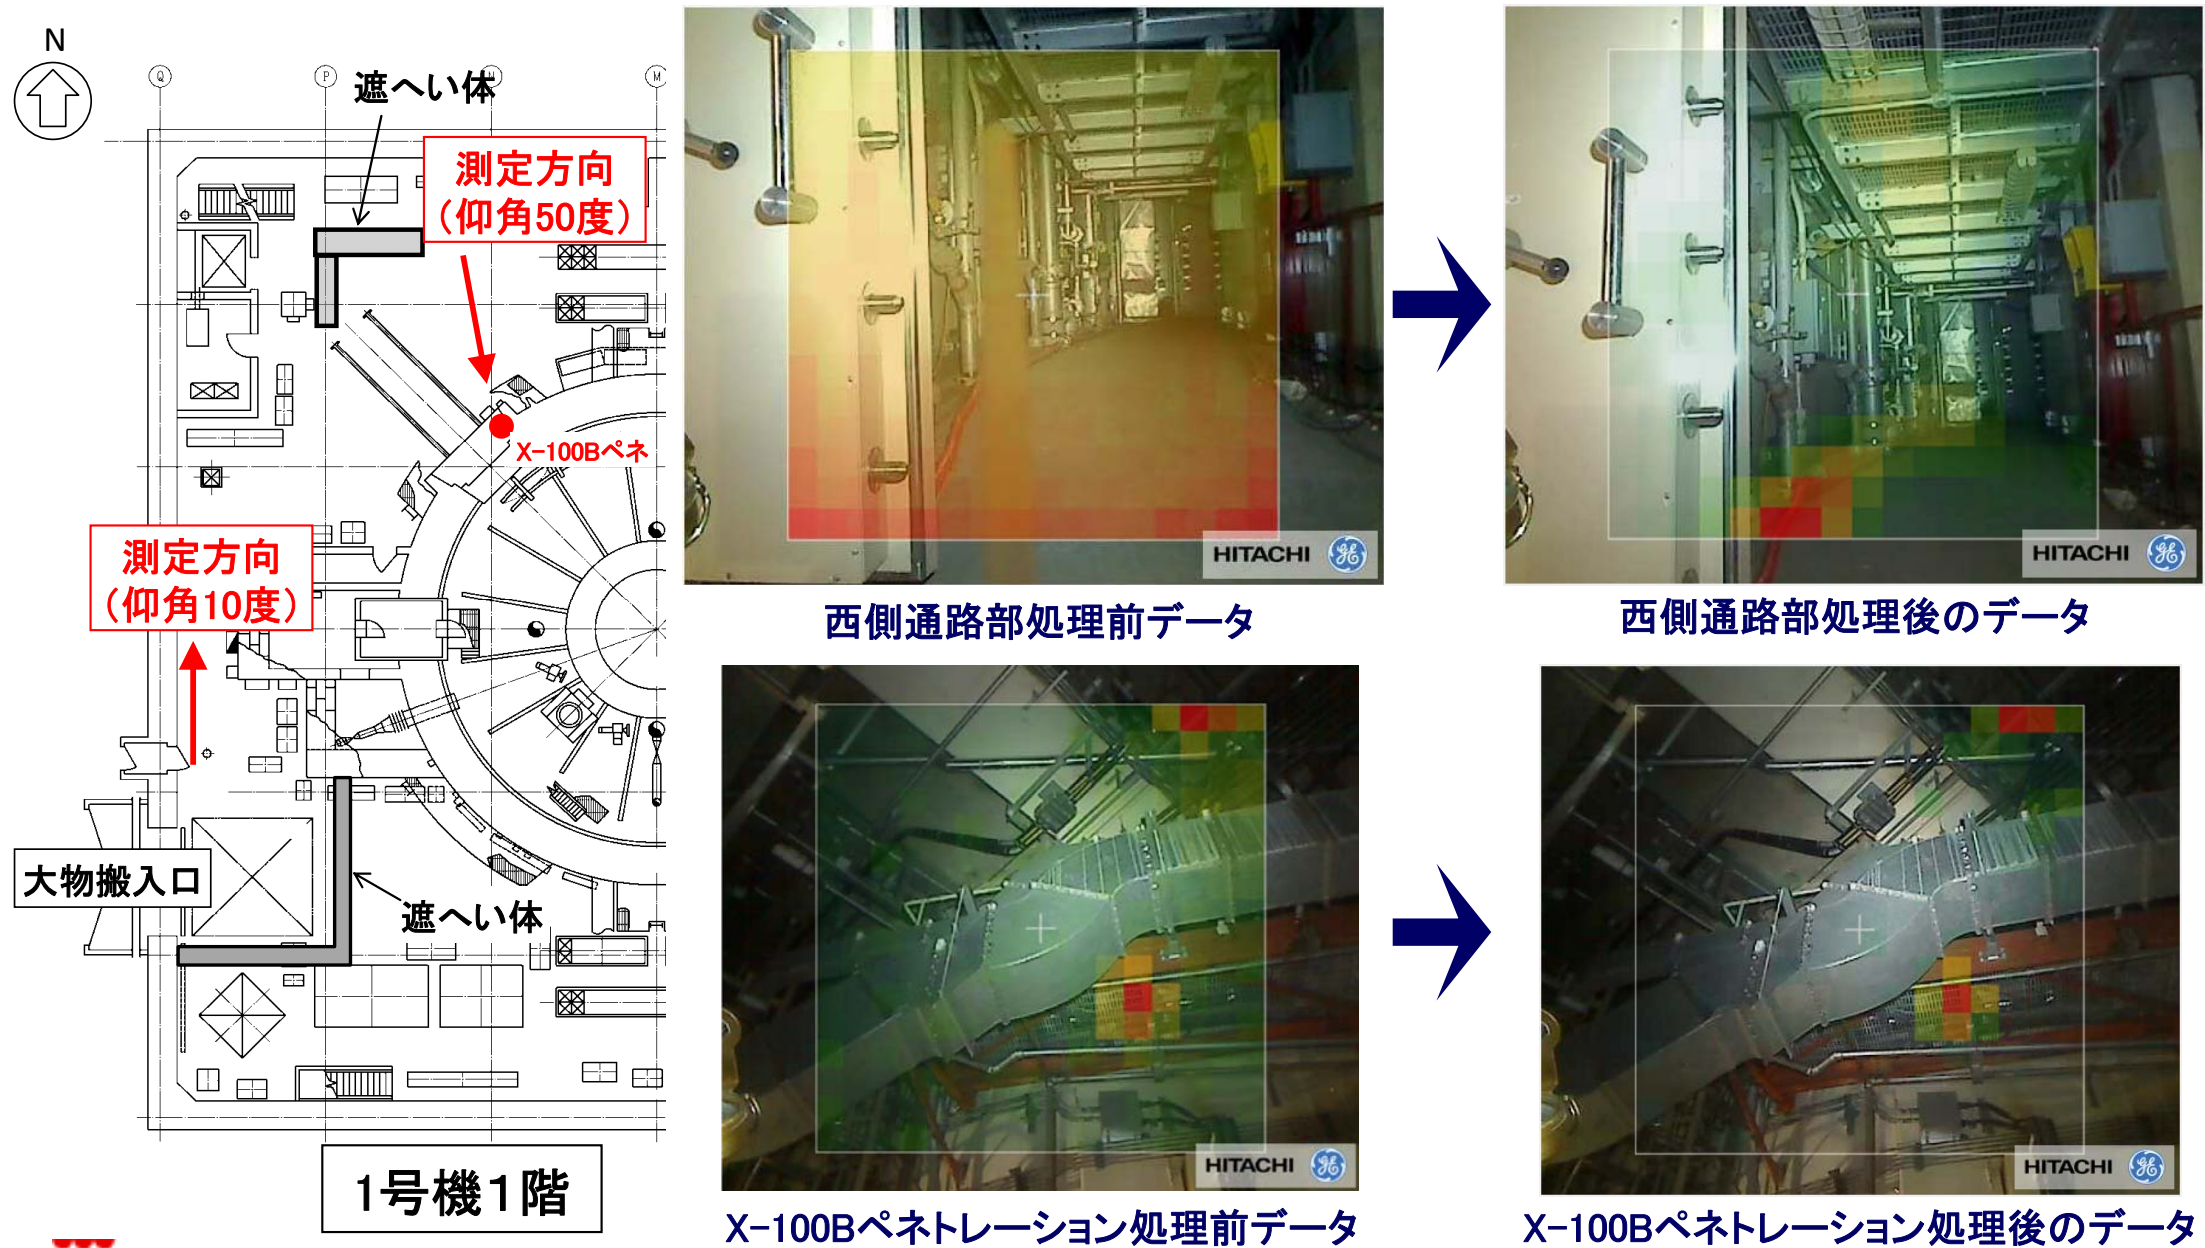 N
Q
P
N
M
遮へい体
測定方向
（仰角50度）
X-100Bペネ
測定方向
（仰角10度）
大物搬入口
遮へい体
1号機1階
HITACHI
西側通路部処理前データ
HITACHI
西側通路部処理後のデータ
HITACHI
X-100Bペネトレーション処理前データ
HITACHI
X-100Bペネトレーション処理後のデータ